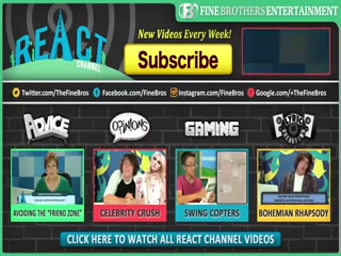 FINE BROTHERS ENTERTAINMENT
REACT
CHANNEL
New Videos Every Week!
Subscribe
Twitter.com/TheFineBros
Facebook.com/FineBros
Instagram.com/FineBros
Google.com/+TheFineBros
ADVICE
OPINIONS
GAMING
LYRIC
AVOIDING THE "FRIEND ZONE"
CELEBRITY CRUSH
SWING COPTERS
BOHEMIAN RHAPSODY
CLICK HERE TO WATCH ALL REACT CHANNEL VIDEOS